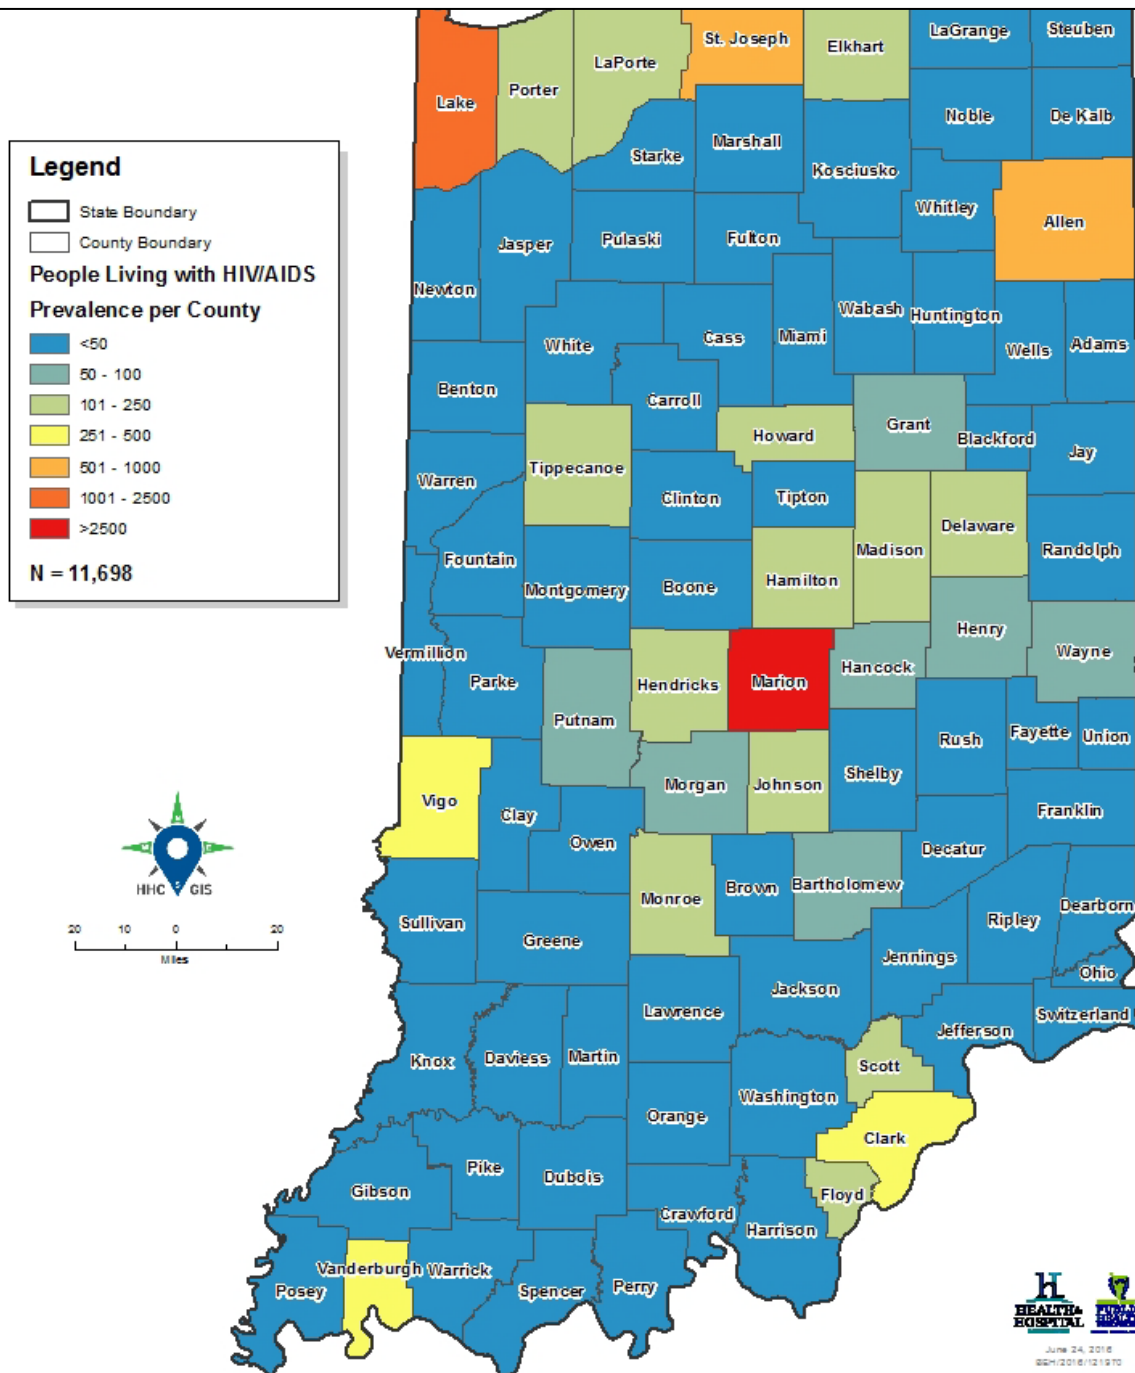 Legend
State Boundary
County Boundary
People Living with HIV/AIDS
Prevalence per County
<50
50 - 100
101 - 250
251 - 500
501 - 1000
1001 - 2500
>2500
N = 11,698
HHC GIS
20 10 0 20
Miles
LaGrange
Steuben
St. Joseph
Elkhart
LaPorte
Porter
Lake
Noble
De Kalb
Marshall
Starke
Kosciusko
Whitley
Allen
Jasper
Pulaski
Fulton
Newton
Wabash
Huntington
White
Cass
Miami
Wells
Adams
Benton
Carroll
Howard
Grant
Blackford
Jay
Warren
Tippecanoe
Clinton
Tipton
Delaware
Madison
Randolph
Fountain
Montgomery
Boone
Hamilton
Henry
Wayne
Vermillion
Parke
Hendricks
Marion
Hancock
Putnam
Rush
Fayette
Union
Vigo
Clay
Morgan
Johnson
Shelby
Franklin
Owen
Decatur
Monroe
Brown
Bartholomew
Dearborn
Sullivan
Greene
Ripley
Jennings
Ohio
Jackson
Lawrence
Switzerland
Jefferson
Knox
Daviess
Martin
Scott
Washington
Orange
Clark
Pike
Dubois
Gibson
Floyd
Crawford
Harrison
Vanderburgh
Warrick
Posey
Spencer
Perry
HEALTH &
HOSPITAL
June 24, 2016
BEH/2016/121970